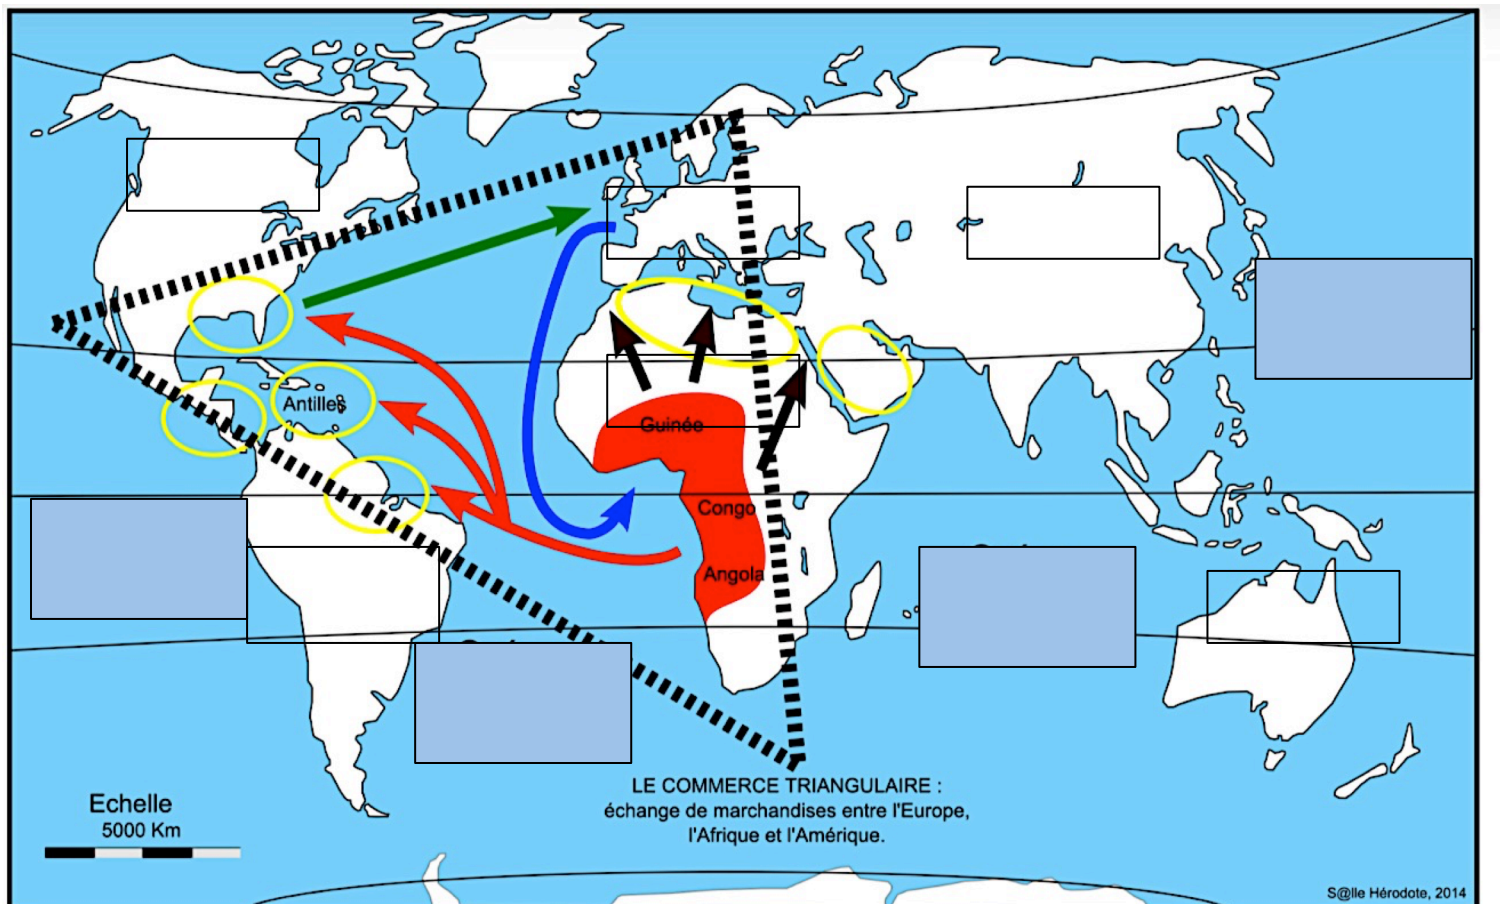 Antilles
Guinée
Congo
Angola
LE COMMERCE TRIANGULAIRE :
échange de marchandises entre l'Europe,
l'Afrique et l'Amérique.
Echelle
5000 Km
S@lle Hérodote, 2014